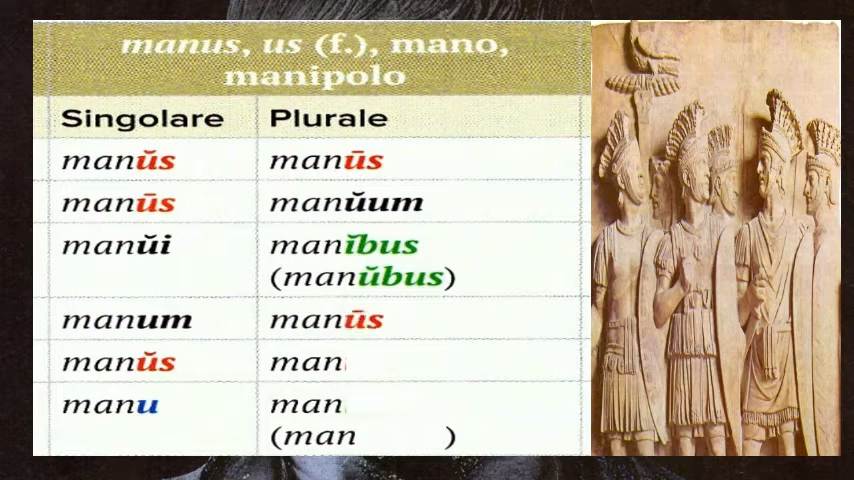 manus, us (f.), mano,
manipolo
Singolare Plurale
manŭs manūs
manūs manŭum
manŭi manĭbus
(manŭbus)
manum manūs
manŭs man
manu man
(man )